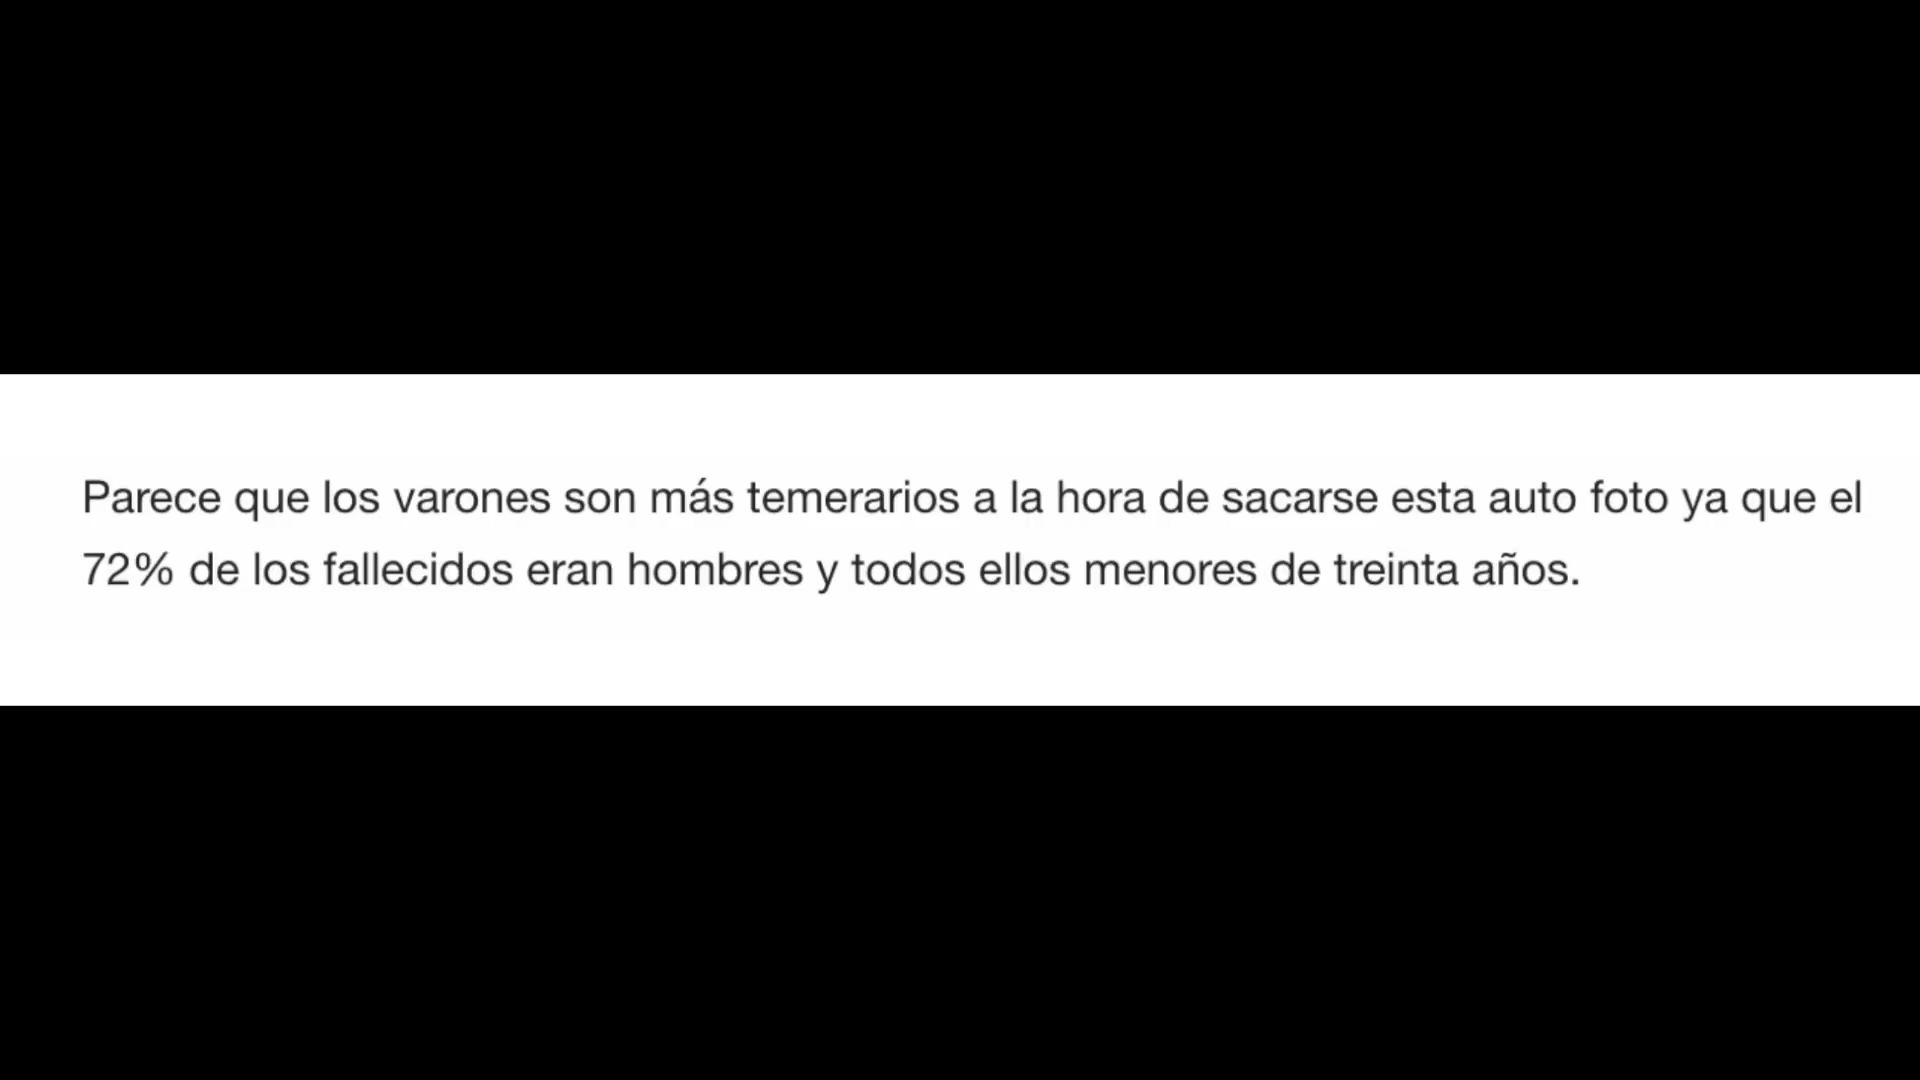 Parece que los varones son más temerarios a la hora de sacarse esta auto foto ya que el
72% de los fallecidos eran hombres y todos ellos menores de treinta años.